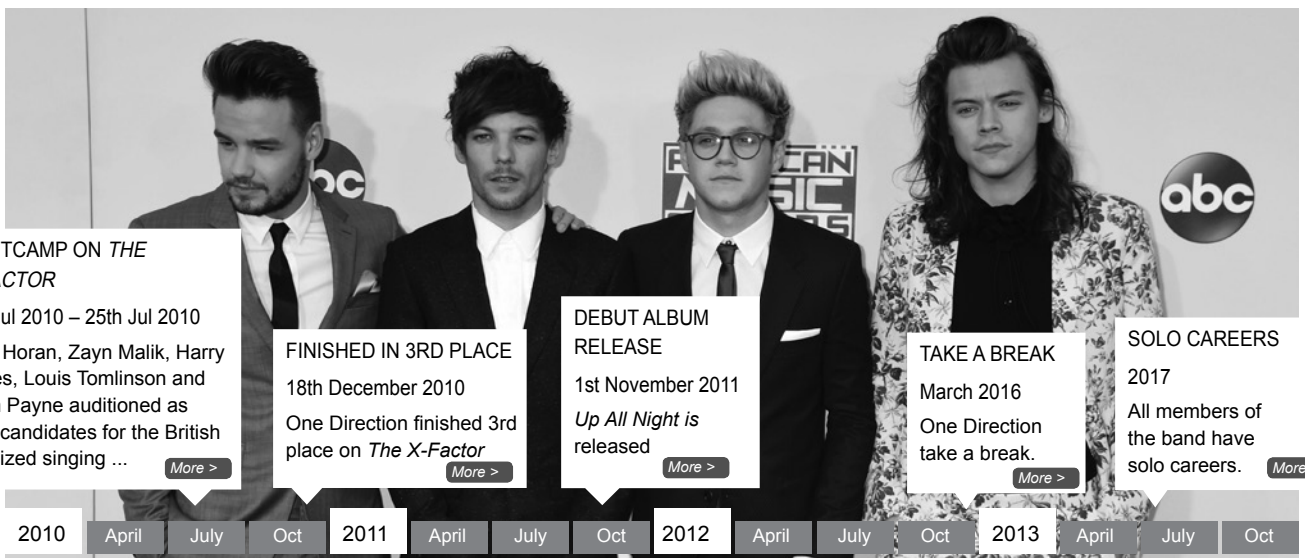 abc
abc
AMERICAN
MUSIC
TCAMP ON THE
CTOR
ul 2010 – 25th Jul 2010
Horan, Zayn Malik, Harry
es, Louis Tomlinson and
Payne auditioned as
candidates for the British
ized singing ...
More >
FINISHED IN 3RD PLACE
18th December 2010
One Direction finished 3rd
place on The X-Factor
More >
DEBUT ALBUM
RELEASE
1st November 2011
Up All Night is
released
More >
TAKE A BREAK
March 2016
One Direction
take a break.
More >
SOLO CAREERS
2017
All members of
the band have
solo careers.
More
2010 April July Oct 2011 April July Oct 2012 April July Oct 2013 April July Oct